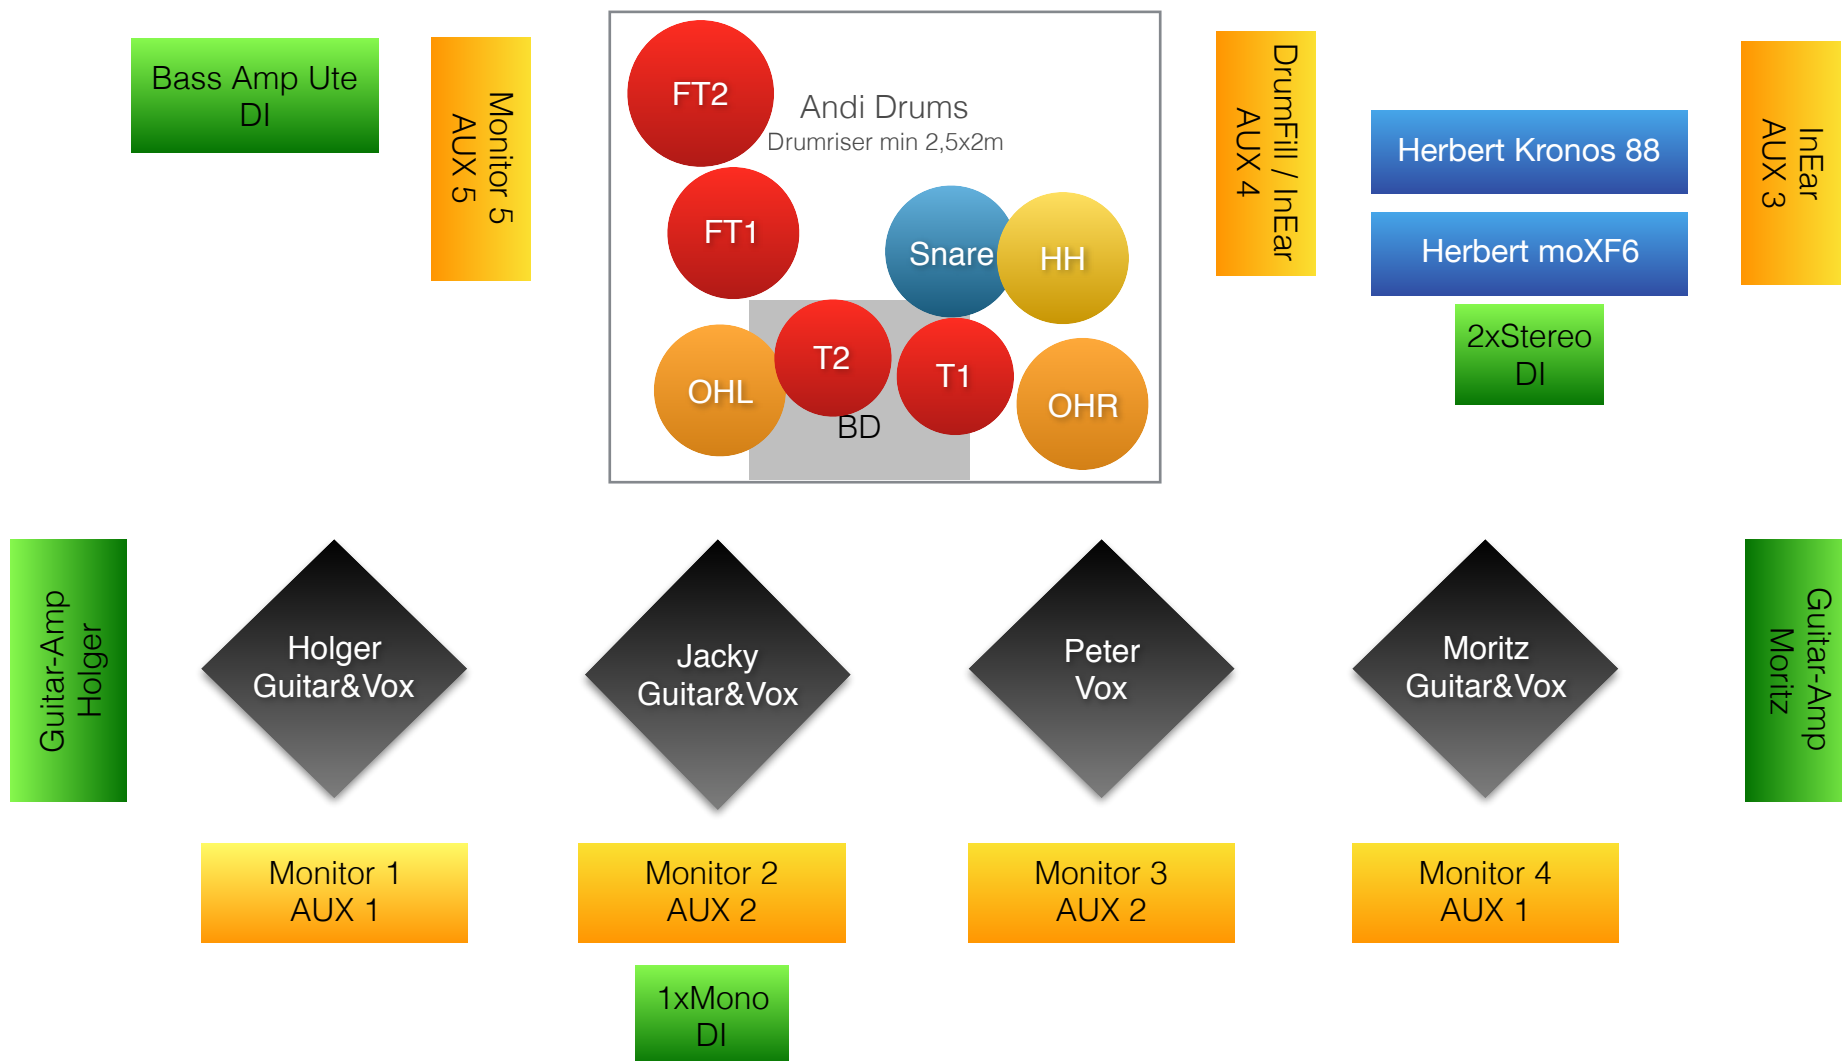 Bass Amp Ute
DI
Monitor 5
AUX 5
FT2
Andi Drums
Drumriser min 2,5x2m
FT1
Snare
HH
OHL
T2
T1
OHR
BD
DrumFill / InEar
AUX 4
Herbert Kronos 88
Herbert moXF6
2xStereo
DI
InEar
AUX 3
Guitar-Amp
Holger
Holger
Guitar&Vox
Jacky
Guitar&Vox
Peter
Vox
Moritz
Guitar&Vox
Guitar-Amp
Moritz
Monitor 1
AUX 1
Monitor 2
AUX 2
Monitor 3
AUX 2
Monitor 4
AUX 1
1xMono
DI